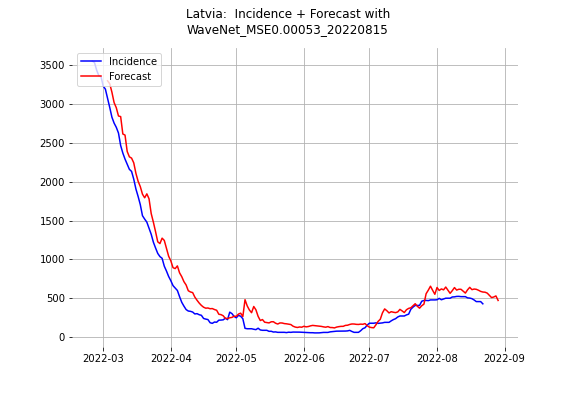 Latvia:  Incidence + Forecast with
WaveNet_MSE0.00053_20220815
Incidence
Forecast
3500
3000
2500
2000
1500
1000
500
0
2022-03 2022-04 2022-05 2022-06 2022-07 2022-08 2022-09